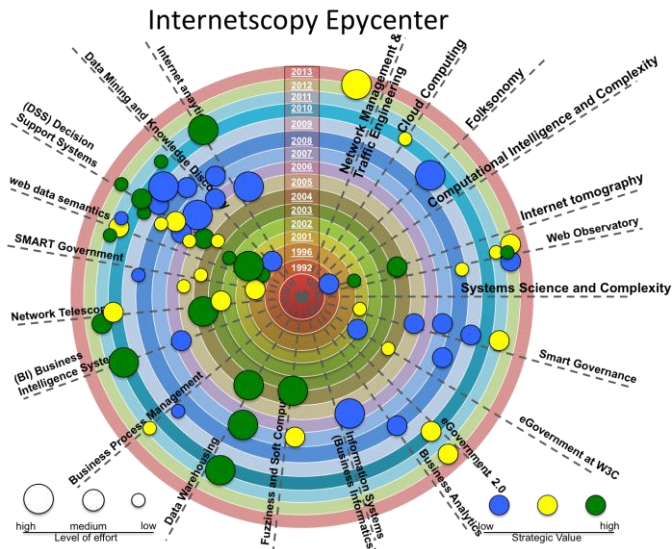 Internetscopy Epycenter
2013
2012
2011
2010
2009
2008
2007
2006
2005
2004
2003
2002
2001
1996
1992
Internet anaytics
Data Mining and Knowledge Discovery
(DSS) Decision
Support Systems
web data semantics
SMART Government
Network Telescop
(BI) Business
Intelligence Syste
Business Process Management
Data Warehousing
Fuzziness and Soft Compu
Information Systems
(Business Informatics)
Business Analytics
eGovernment 2.0
eGovernment at W3C
Smart Governance
Systems Science and Complexity
Web Observatory
Internet tomography
Computational Intelligence and Complexity
Folksonomy
Cloud Computing
Network Management &
Traffic Engineering
high medium low
Level of effort
low high
Strategic Value